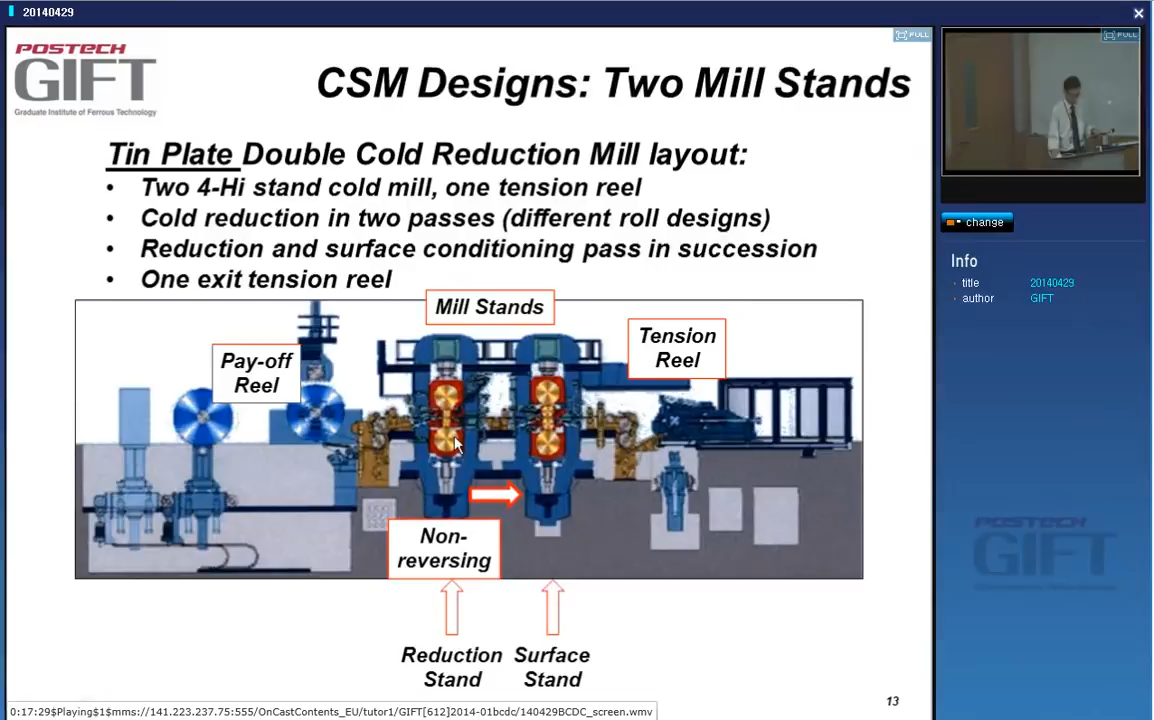 20140429
POSTECH
GIFT
Graduate Institute of Ferrous Technology
CSM Designs: Two Mill Stands
FULL
Tin Plate Double Cold Reduction Mill layout:
• Two 4-Hi stand cold mill, one tension reel
• Cold reduction in two passes (different roll designs)
• Reduction and surface conditioning pass in succession
• One exit tension reel
Mill Stands
Pay-off
Reel
Tension
Reel
Non-
reversing
Reduction
Stand
Surface
Stand
13
0:17:29$Playing$1$mms://141.223.237.75:555/OnCastContents_EU/tutor1/GIFT[612]2014-01bcdc/140429BCDC_screen.wmv
FULL
change
Info
title 20140429
author GIFT
POSTECH
GIFT